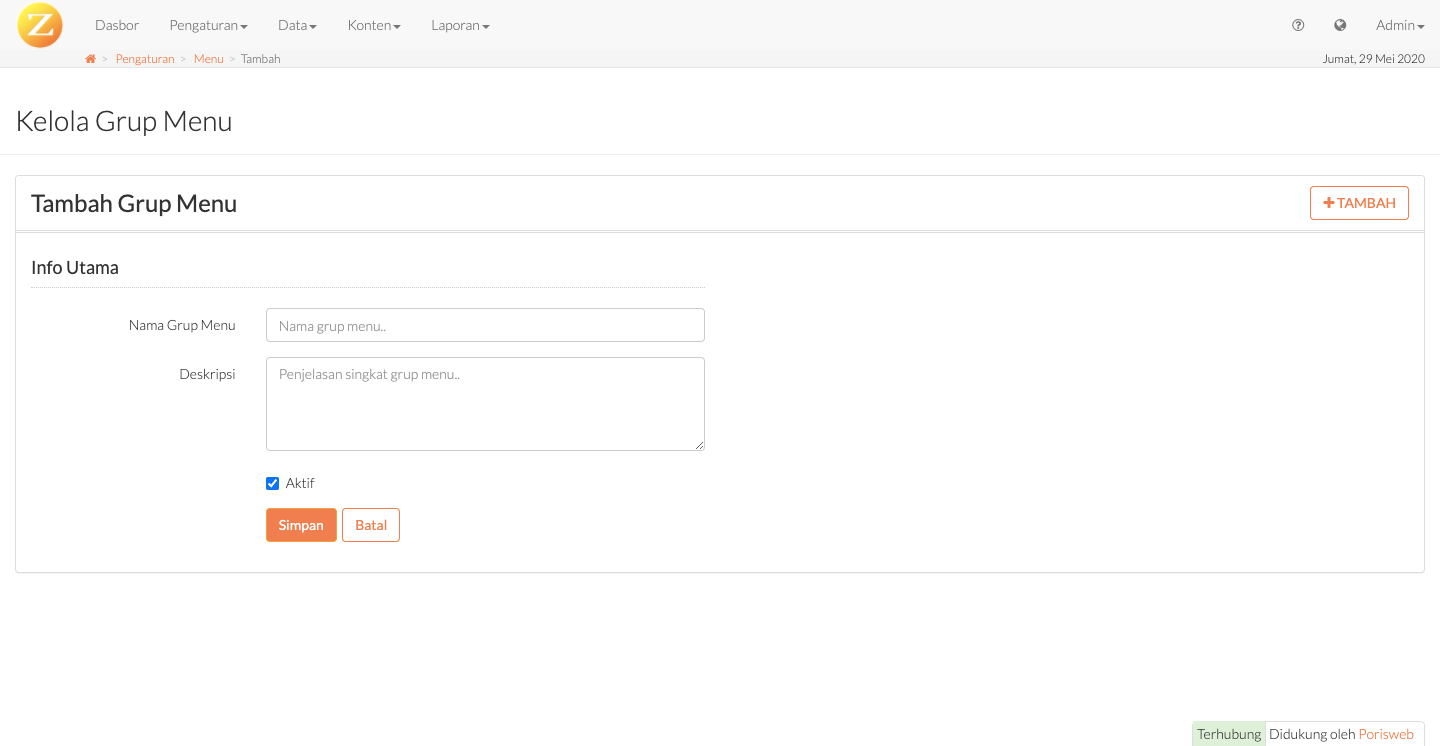 Z Dasbor Pengaturan Data Konten Laporan Admin
> Pengaturan > Menu > Tambah Jumat, 29 Mei 2020
Kelola Grup Menu
Tambah Grup Menu TAMBAH
Info Utama
Nama Grup Menu Nama grup menu..
Deskripsi Penjelasan singkat grup menu..
Aktif
Simpan Batal
Terhubung Didukung oleh Porisweb